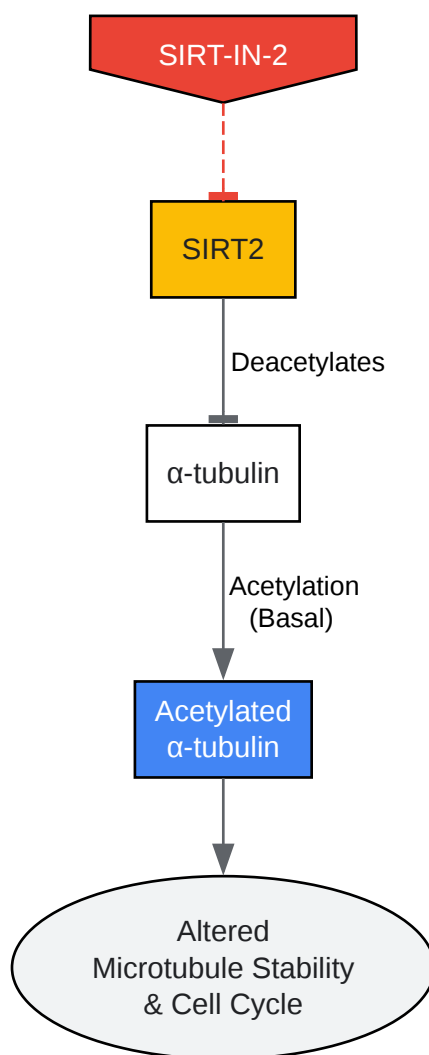 SIRT-IN-2
SIRT2
Deacetylates
α-tubulin
Acetylation
(Basal)
Acetylated
α-tubulin
Altered
Microtubule Stability
& Cell Cycle